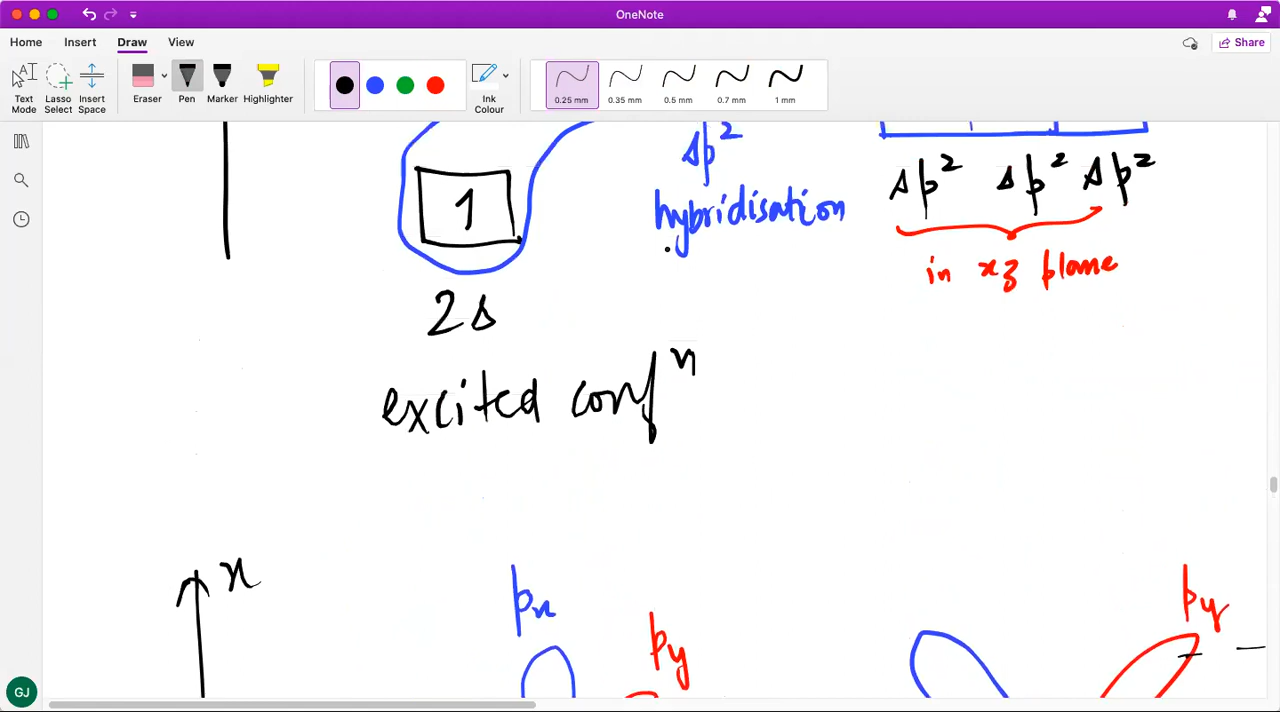 OneNote
Home Insert Draw View
Share
Text Mode
Lasso Select
Insert Space
Eraser
Pen
Marker
Highlighter
Ink Colour
0.25 mm
0.35 mm
0.5 mm
0.7 mm
1 mm
sp²
hybridisation
1
2s
excited confⁿ
sp² sp² sp²
in xz plane
x
px
py
py
GJ